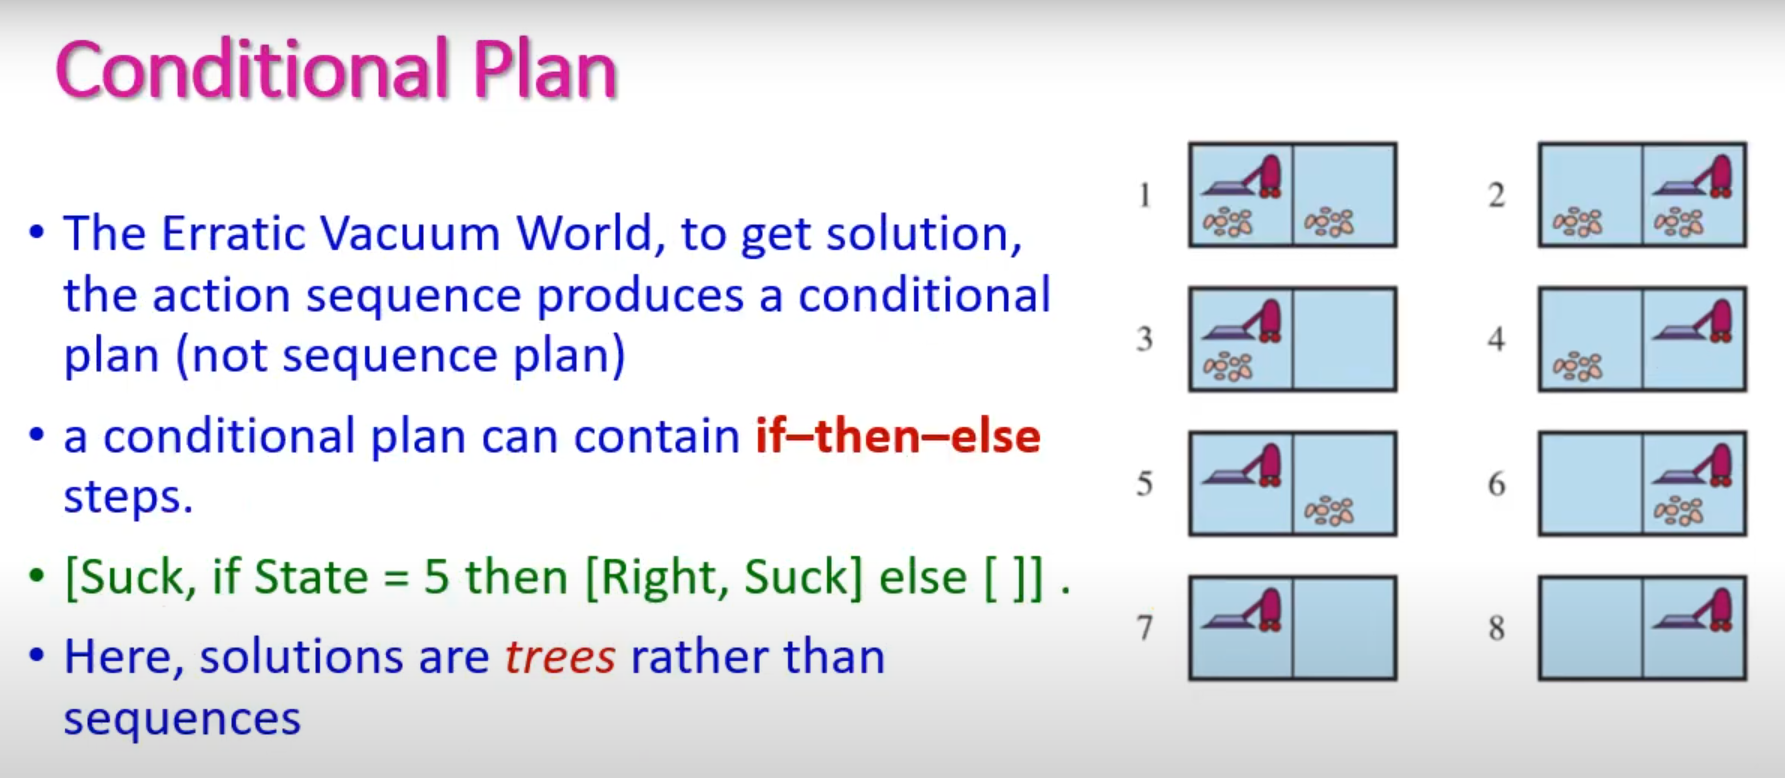 Conditional Plan
• The Erratic Vacuum World, to get solution,
the action sequence produces a conditional
plan (not sequence plan)
• a conditional plan can contain if–then–else
steps.
• [Suck, if State = 5 then [Right, Suck] else [ ]] .
• Here, solutions are trees rather than
sequences
1
2
3
4
5
6
7
8